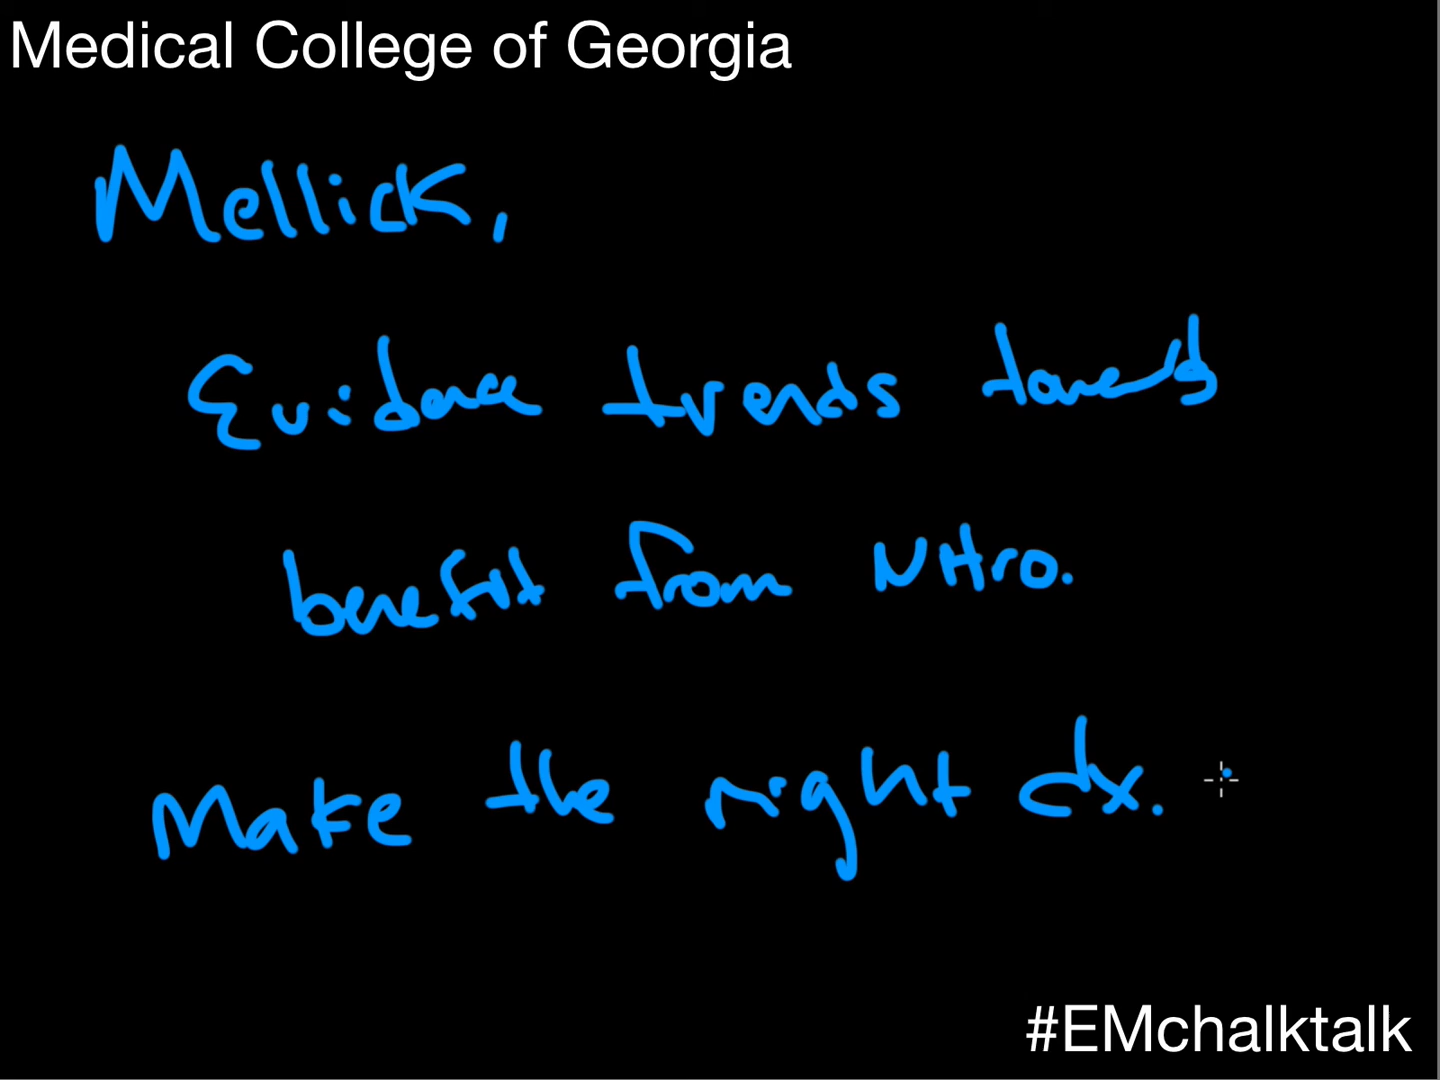 Medical College of Georgia
Mellick,
Evidence trends towards
benefit from Nitro.
Make the right dx.
#EMchalktalk